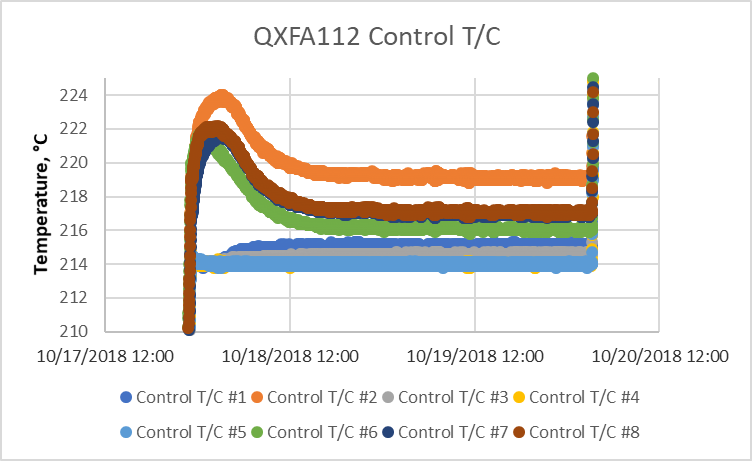 QXFA112 Control T/C
Temperature, °C
224
222
220
218
216
214
212
210
10/17/2018 12:00 10/18/2018 12:00 10/19/2018 12:00 10/20/2018 12:00
Control T/C #1 Control T/C #2 Control T/C #3 Control T/C #4
Control T/C #5 Control T/C #6 Control T/C #7 Control T/C #8